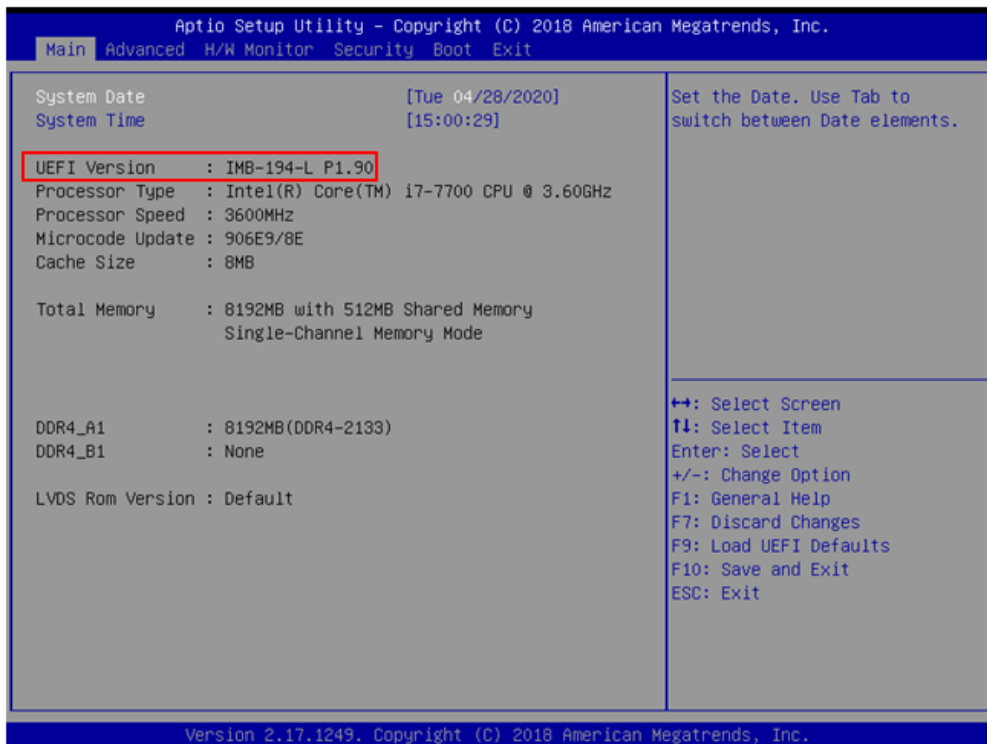 Aptio Setup Utility - Copyright (C) 2018 American Megatrends, Inc.
Main Advanced H/W Monitor Security Boot Exit
System Date [Tue 04/28/2020]
System Time [15:00:29]
UEFI Version : IMB-194-L P1.90
Processor Type : Intel(R) Core(TM) i7-7700 CPU @ 3.60GHz
Processor Speed : 3600MHz
Microcode Update : 906E9/8E
Cache Size : 8MB
Total Memory : 8192MB with 512MB Shared Memory
Single-Channel Memory Mode
DDR4_A1 : 8192MB(DDR4-2133)
DDR4_B1 : None
LVDS Rom Version : Default
Set the Date. Use Tab to
switch between Date elements.
↔: Select Screen
↑↓: Select Item
Enter: Select
+/-: Change Option
F1: General Help
F7: Discard Changes
F9: Load UEFI Defaults
F10: Save and Exit
ESC: Exit
Version 2.17.1249. Copyright (C) 2018 American Megatrends, Inc.